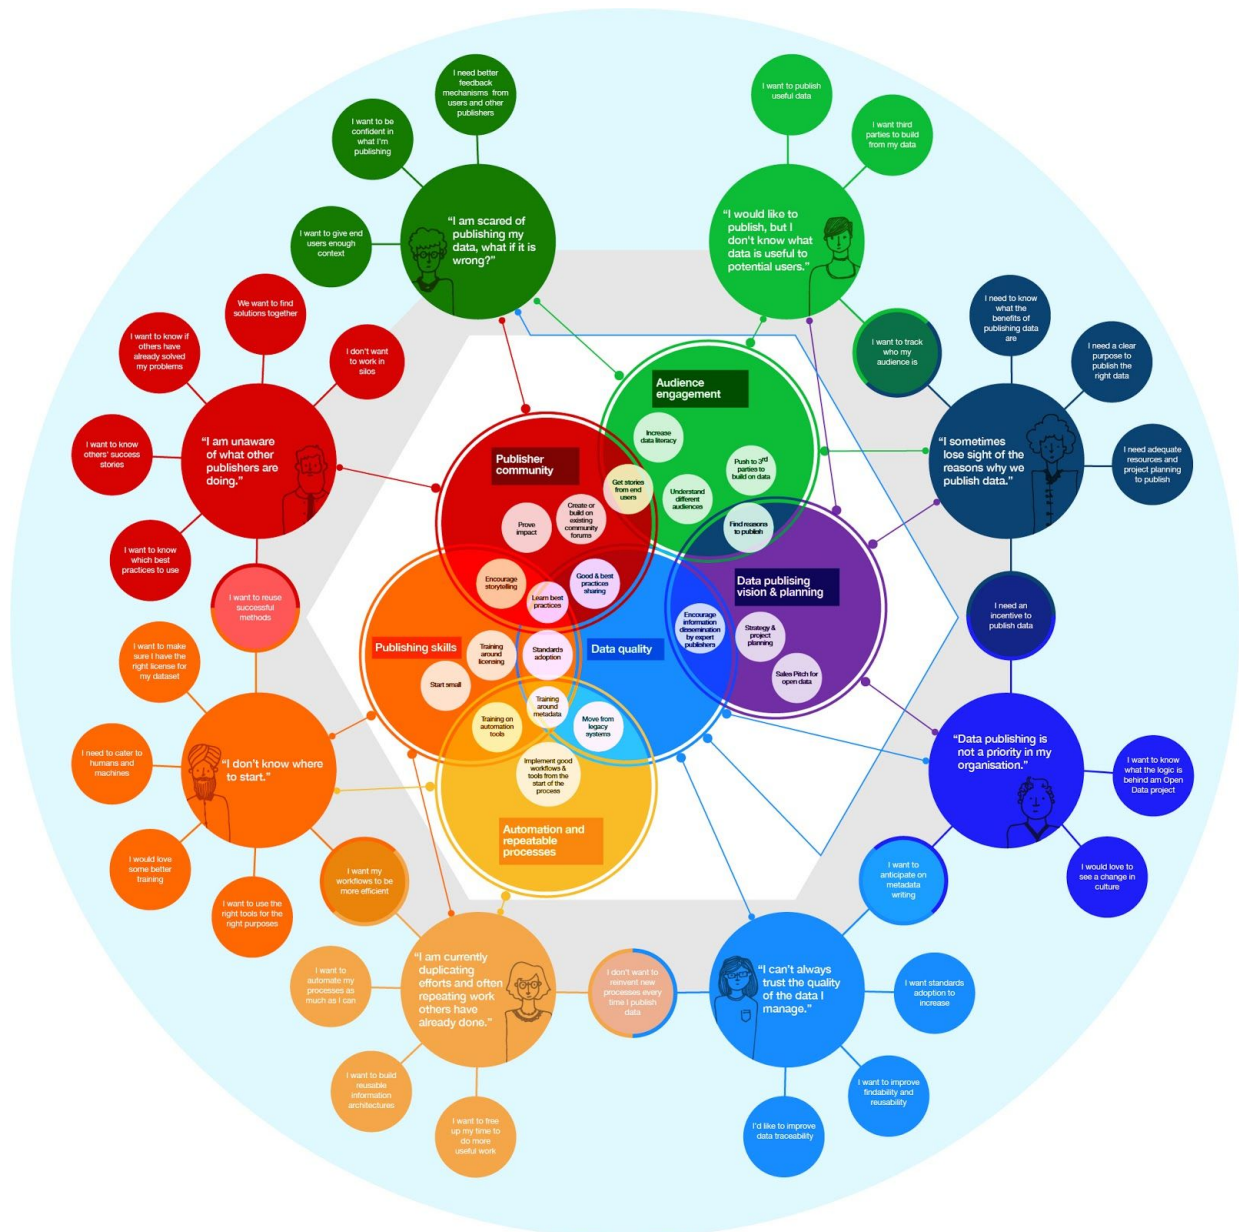 I need better
feedback
mechanisms from
users and other
publishers
I want to be
confident in
what I'm
publishing
I want to give end
users enough
context
“I am scared of
publishing my
data, what if it is
wrong?”
I want to publish
useful data
I want third
parties to build
from my data
“I would like to
publish, but I
don't know what
data is useful to
potential users.”
I want to track
who my
audience is
I need to know
what the
benefits of
publishing data
are
I need a clear
purpose to
publish the
right data
I need adequate
resources and
project planning
to publish
“I sometimes
lose sight of the
reasons why we
publish data.”
We want to find
solutions together
I want to know if
others have
already solved
my problems
I don't want
to work in
silos
I want to know
others' success
stories
I want to know
which best
practices to use
“I am unaware
of what other
publishers are
doing.”
I want to reuse
successful
methods
Audience
engagement
Increase
data literacy
Push to 3rd
parties to
build on data
Understand
different
audiences
Get stories
from end
users
Find reasons
to publish
Publisher
community
Prove
impact
Create or
build on
existing
community
forums
Encourage
storytelling
Learn best
practices
Good & best
practices
sharing
Data publising
vision & planning
Encourage
information
dissemination
by expert
publishers
Strategy &
project
planning
Sales Pitch for
open data
Publishing skills
Training
around
licensing
Standards
adoption
Start small
Data quality
Training on
automation
tools
Training
around
metadata
Move from
legacy
systems
Implement good
workflows &
tools from the
start of the
process
Automation and
repeatable
processes
I need an
incentive to
publish data
I want to make
sure I have the
right license for
my dataset
I need to cater to
humans and
machines
I would love
some better
training
I want to use the
right tools for the
right purposes
“I don't know where
to start.”
I want my
workflows to be
more efficient
“Data publishing is
not a priority in my
organisation.”
I want to know
what the logic is
behind am Open
Data project
I would love to
see a change in
culture
I want to
anticipate on
metadata
writing
I want to
automate my
processes as
much as I can
I want to build
reusable
information
architectures
I want to free
up my time to
do more
useful work
“I am currently
duplicating
efforts and often
repeating work
others have
already done.”
I don't want to
reinvent new
processes every
time I publish
data
“I can't always
trust the quality
of the data I
manage.”
I want standards
adoption to
increase
I want to improve
findability and
reusability
I'd like to improve
data traceability